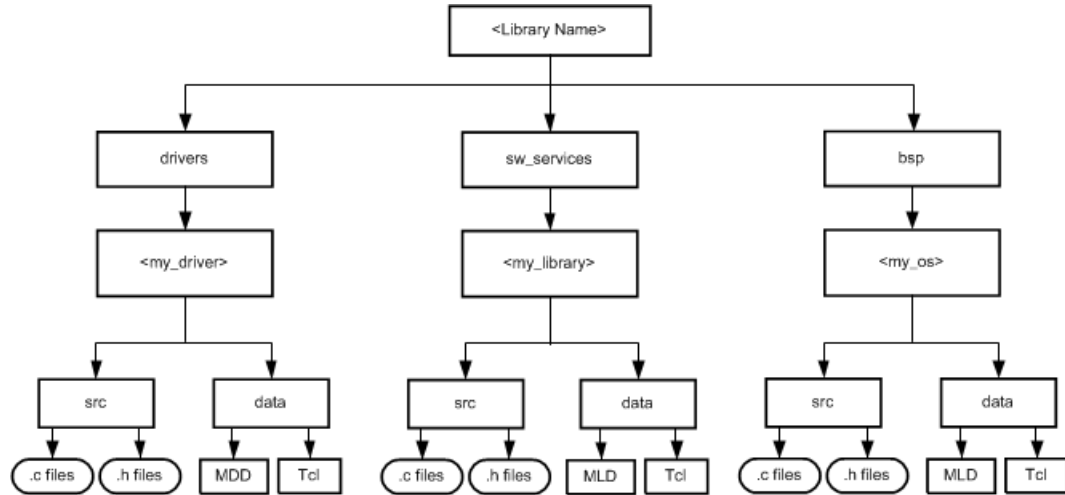 <Library Name>
drivers
sw_services
bsp
<my_driver>
<my_library>
<my_os>
src
data
src
data
src
data
.c files
.h files
MDD
Tcl
.c files
.h files
MLD
Tcl
.c files
.h files
MLD
Tcl